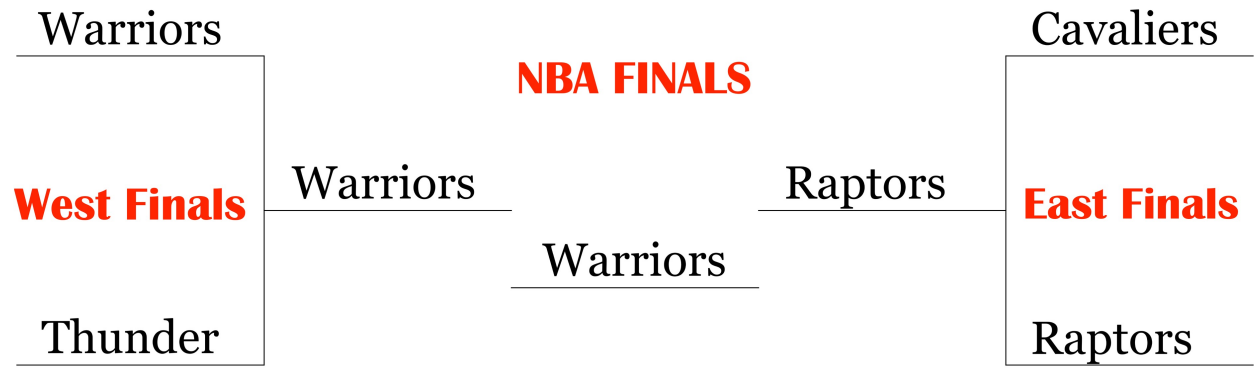 Warriors
Cavaliers
NBA FINALS
West Finals
Warriors
Raptors
East Finals
Warriors
Thunder
Raptors